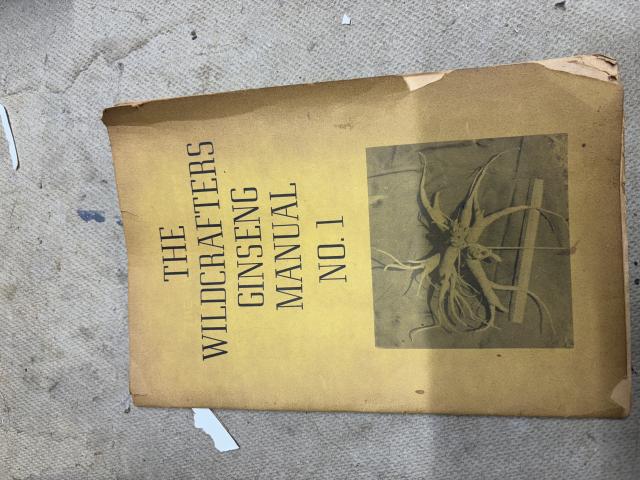 THE
WILDCRAFTERS
GINSENG
MANUAL
NO. 1